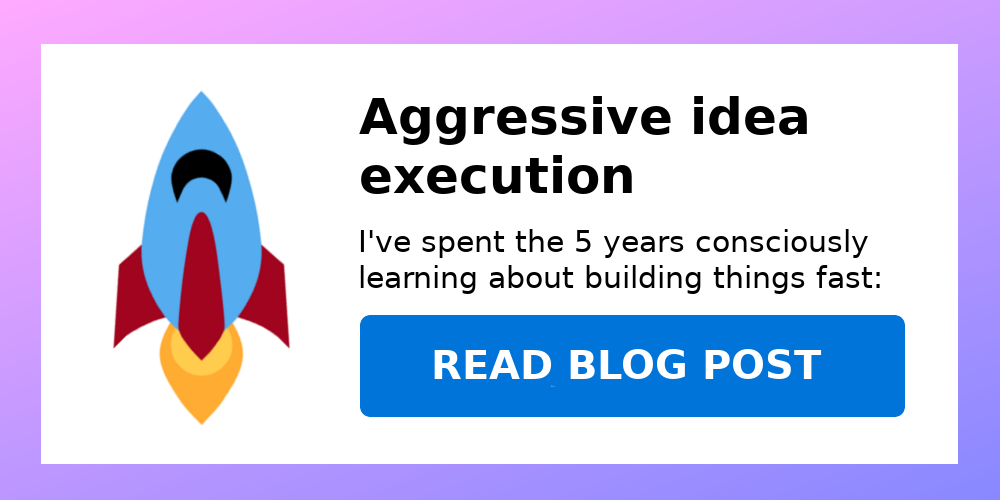 Aggressive idea
execution
I've spent the 5 years consciously
learning about building things fast:
READ BLOG POST